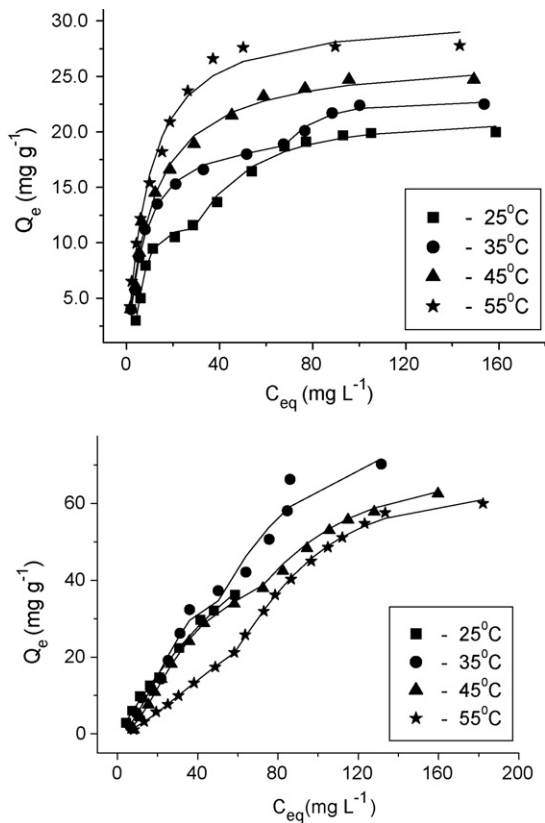 30.0
25.0
20.0
15.0
10.0
5.0
Qₑ (mg g⁻¹)
■ - 25⁰C
● - 35⁰C
▲ - 45⁰C
★ - 55⁰C
0 40 80 120 160
C_eq (mg L⁻¹)
60
40
20
0
Qₑ (mg g⁻¹)
■ - 25⁰C
● - 35⁰C
▲ - 45⁰C
★ - 55⁰C
0 40 80 120 160 200
C_eq (mg L⁻¹)